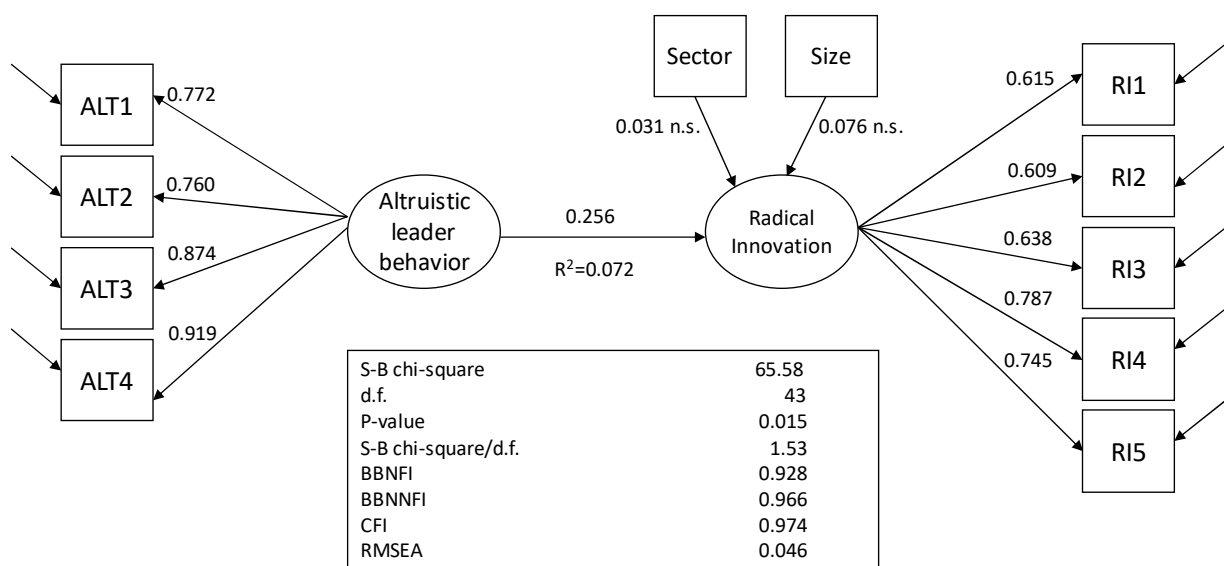 Sector
Size
ALT1
ALT2
ALT3
ALT4
0.772
0.760
0.874
0.919
Altruistic
leader
behavior
0.256
R²=0.072
0.031 n.s.
0.076 n.s.
Radical
Innovation
0.615
0.609
0.638
0.787
0.745
RI1
RI2
RI3
RI4
RI5
S-B chi-square 65.58
d.f. 43
P-value 0.015
S-B chi-square/d.f. 1.53
BBNFI 0.928
BBNNFI 0.966
CFI 0.974
RMSEA 0.046